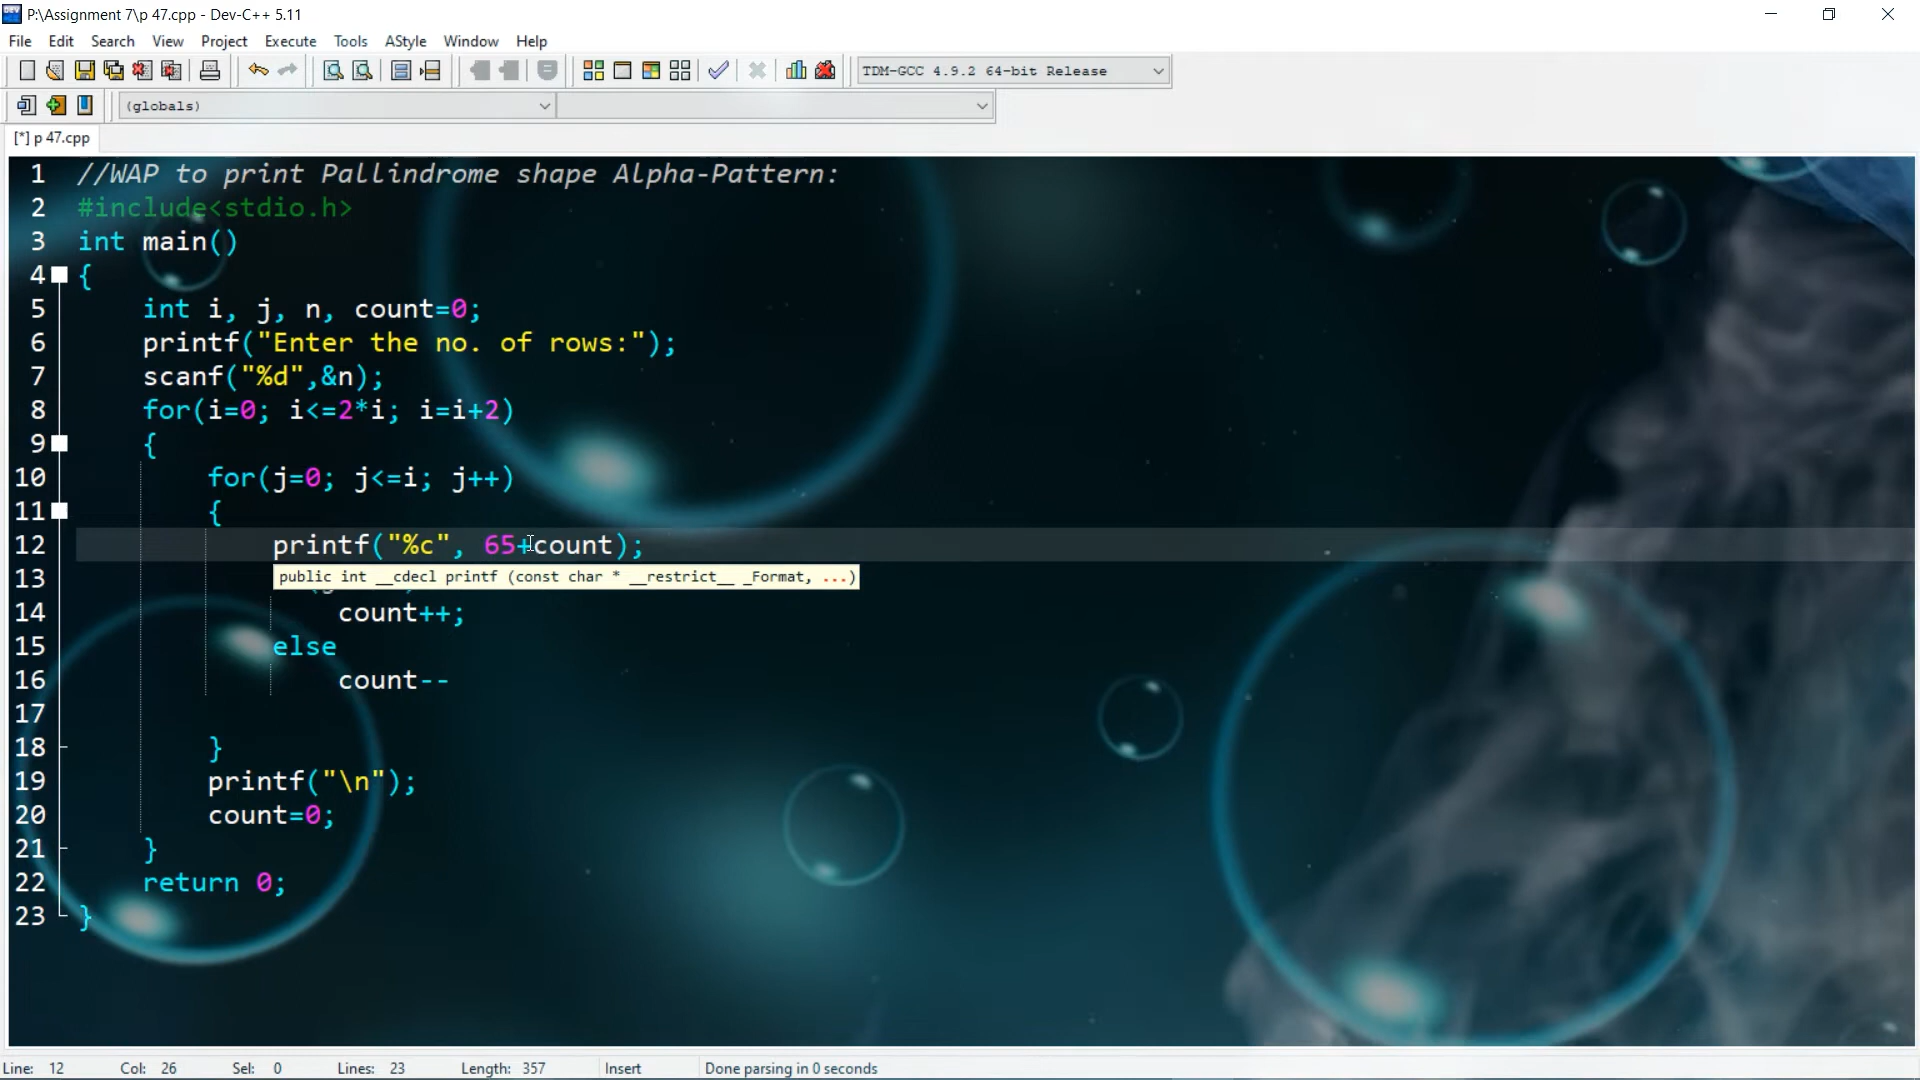 P:\Assignment 7\p 47.cpp - Dev-C++ 5.11
File Edit Search View Project Execute Tools AStyle Window Help
TDM-GCC 4.9.2 64-bit Release
(globals)
[*] p 47.cpp
1 //WAP to print Pallindrome shape Alpha-Pattern:
2 #include<stdio.h>
3 int main()
4 {
5 int i, j, n, count=0;
6 printf("Enter the no. of rows:");
7 scanf("%d",&n);
8 for(i=0; i<=2*i; i=i+2)
9 {
10 for(j=0; j<=i; j++)
11 {
12 printf("%c", 65+count);
public int __cdecl printf (const char * __restrict__ _Format, ...)
13
14 count++;
15 else
16 count--
17
18 }
19 printf("\n");
20 count=0;
21 }
22 return 0;
23 }
Line: 12 Col: 26 Sel: 0 Lines: 23 Length: 357 Insert Done parsing in 0 seconds